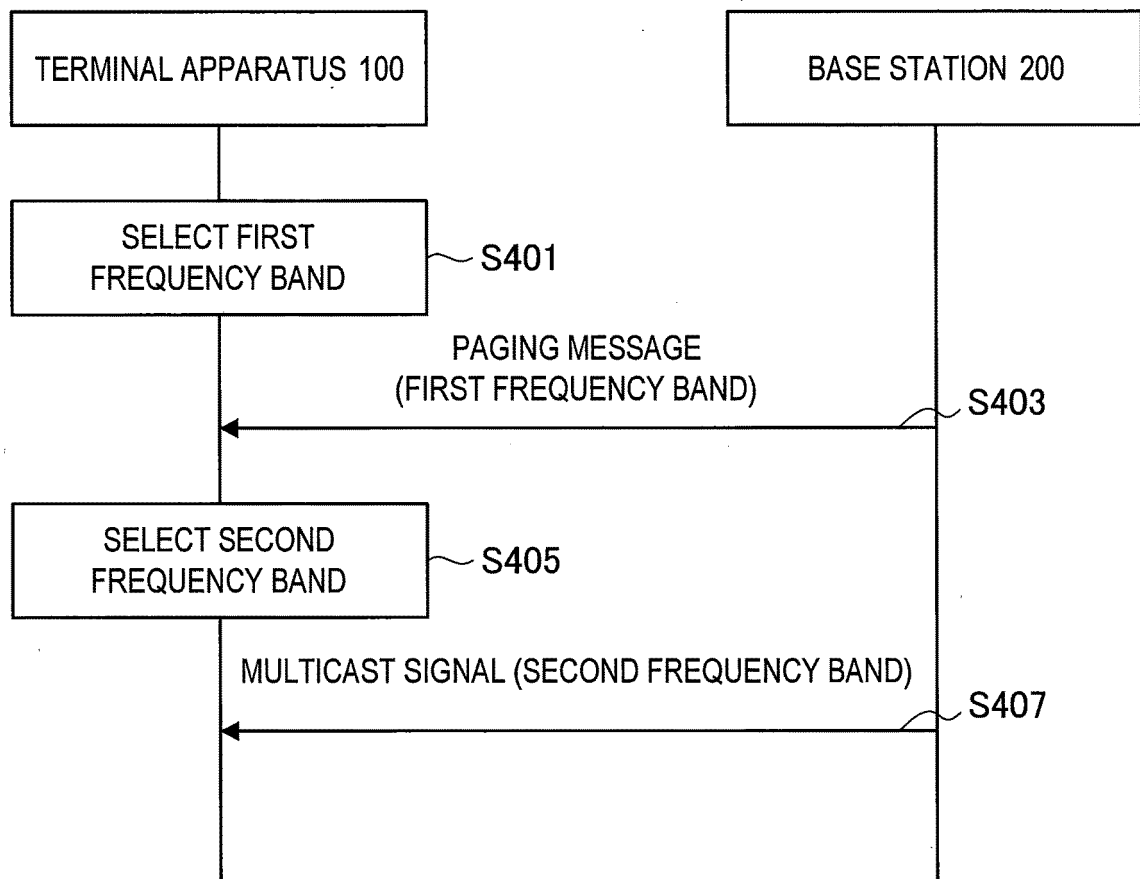 TERMINAL APPARATUS 100
BASE STATION 200
SELECT FIRST
FREQUENCY BAND
S401
PAGING MESSAGE
(FIRST FREQUENCY BAND)
S403
SELECT SECOND
FREQUENCY BAND
S405
MULTICAST SIGNAL (SECOND FREQUENCY BAND)
S407